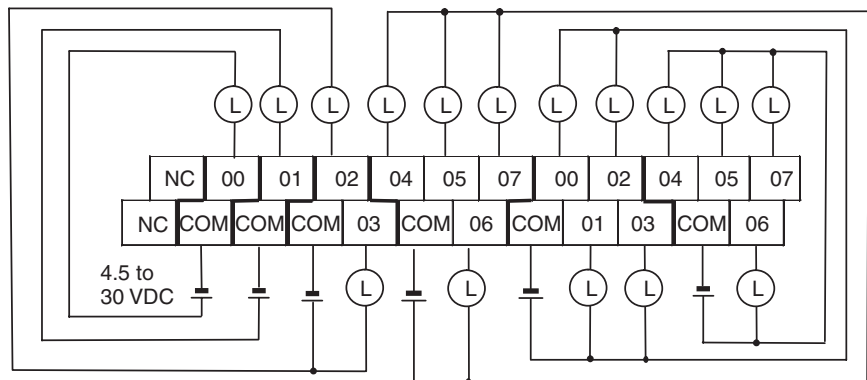 L L L L L L L L L L L
NC 00 01 02 04 05 07 00 02 04 05 07
NC COM COM COM 03 COM 06 COM 01 03 COM 06
4.5 to
30 VDC
L L L L L